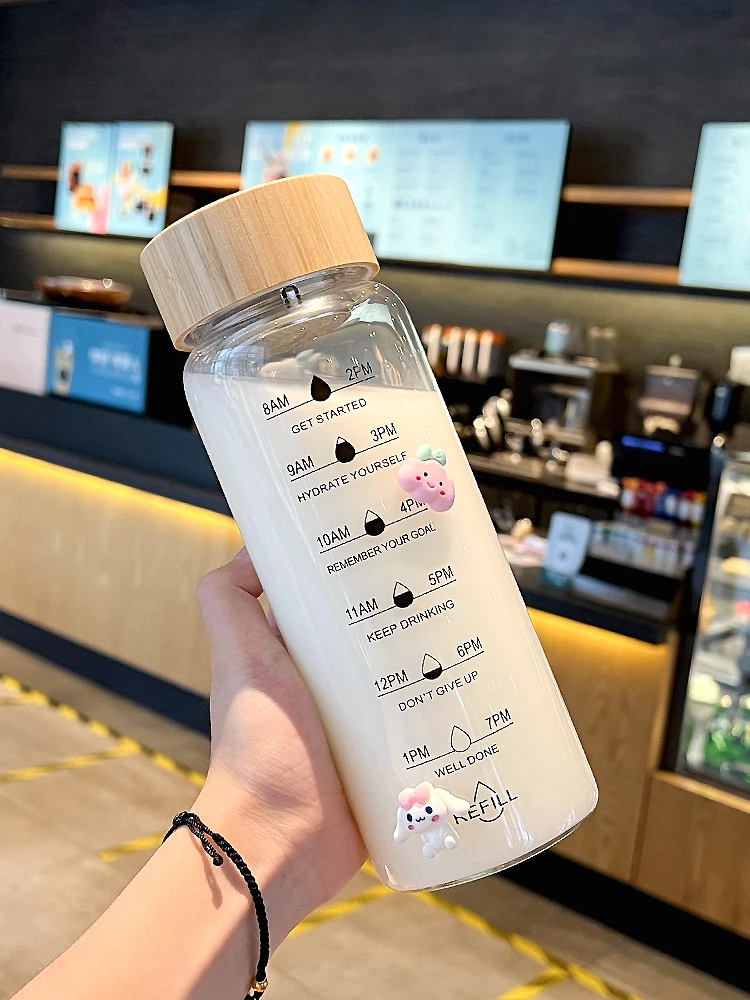 8AM 2PM
GET STARTED
9AM 3PM
HYDRATE YOURSELF
10AM 4PM
REMEMBER YOUR GOAL
11AM 5PM
KEEP DRINKING
12PM 6PM
DON'T GIVE UP
1PM 7PM
WELL DONE
REFILL